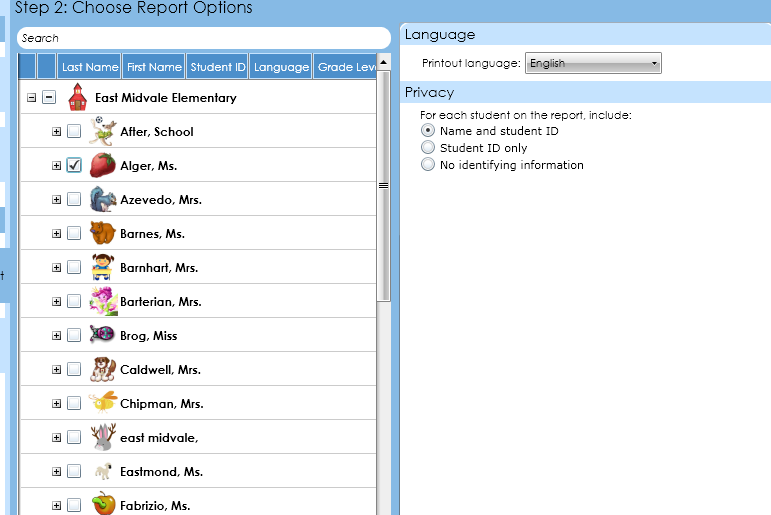 Step 2: Choose Report Options
Search
Last Name First Name Student ID Language Grade Leve
East Midvale Elementary
After, School
Alger, Ms.
Azevedo, Mrs.
Barnes, Ms.
Barnhart, Mrs.
Barterian, Mrs.
Brog, Miss
Caldwell, Mrs.
Chipman, Mrs.
east midvale,
Eastmond, Ms.
Fabrizio, Ms.
Language
Printout language: English
Privacy
For each student on the report, include:
Name and student ID
Student ID only
No identifying information